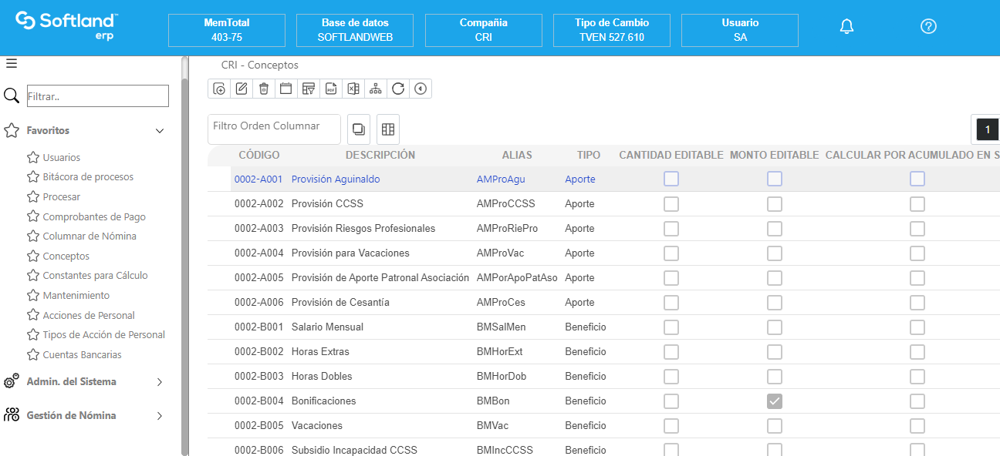 Softland™
erp
MemTotal
403-75
Base de datos
SOFTLANDWEB
Compañia
CRI
Tipo de Cambio
TVEN 527.610
Usuario
SA
CRI - Conceptos
Filtrar..
Favoritos
Usuarios
Bitácora de procesos
Procesar
Comprobantes de Pago
Columnar de Nómina
Conceptos
Constantes para Cálculo
Mantenimiento
Acciones de Personal
Tipos de Acción de Personal
Cuentas Bancarias
Admin. del Sistema
Gestión de Nómina
Filtro Orden Columnar
1
CÓDIGO DESCRIPCIÓN ALIAS TIPO CANTIDAD EDITABLE MONTO EDITABLE CALCULAR POR ACUMULADO EN S
0002-A001 Provisión Aguinaldo AMProAgu Aporte
0002-A002 Provisión CCSS AMProCCSS Aporte
0002-A003 Provisión Riesgos Profesionales AMProRiePro Aporte
0002-A004 Provisión para Vacaciones AMProVac Aporte
0002-A005 Provisión de Aporte Patronal Asociación AMPorApoPatAso Aporte
0002-A006 Provisión de Cesantía AMProCes Aporte
0002-B001 Salario Mensual BMSalMen Beneficio
0002-B002 Horas Extras BMHorExt Beneficio
0002-B003 Horas Dobles BMHorDob Beneficio
0002-B004 Bonificaciones BMBon Beneficio
0002-B005 Vacaciones BMVac Beneficio
0002-B006 Subsidio Incapacidad CCSS BMIncCCSS Beneficio